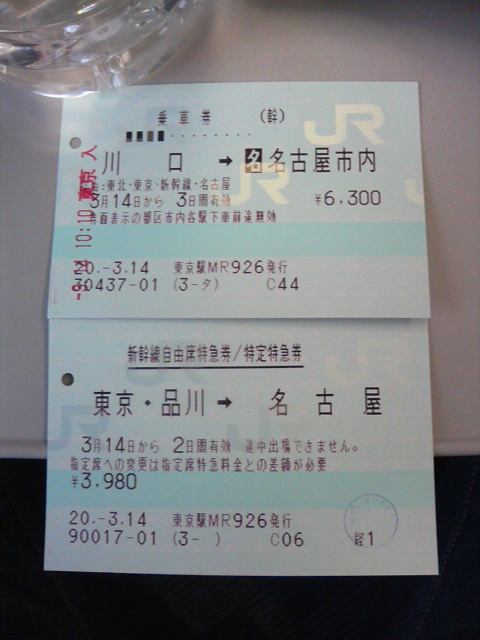 乗車券 (幹)
JR
川口 → 名 名古屋市内
:東北・東京・新幹線・名古屋
3月14日から 3日間有効 ¥6,300
券面表示の都区市内各駅下車前途無効
10:10 東京 入
20.-3.14 東京駅MR926発行
30437-01 (3-タ) C44
新幹線自由席特急券/特定特急券
東京・品川 → 名古屋
3月14日から 2日間有効 途中出場できません。
指定席への変更は指定席特急料金との差額が必要
¥3,980
20.-3.14 東京駅MR926発行
90017-01 (3- ) C06 経1